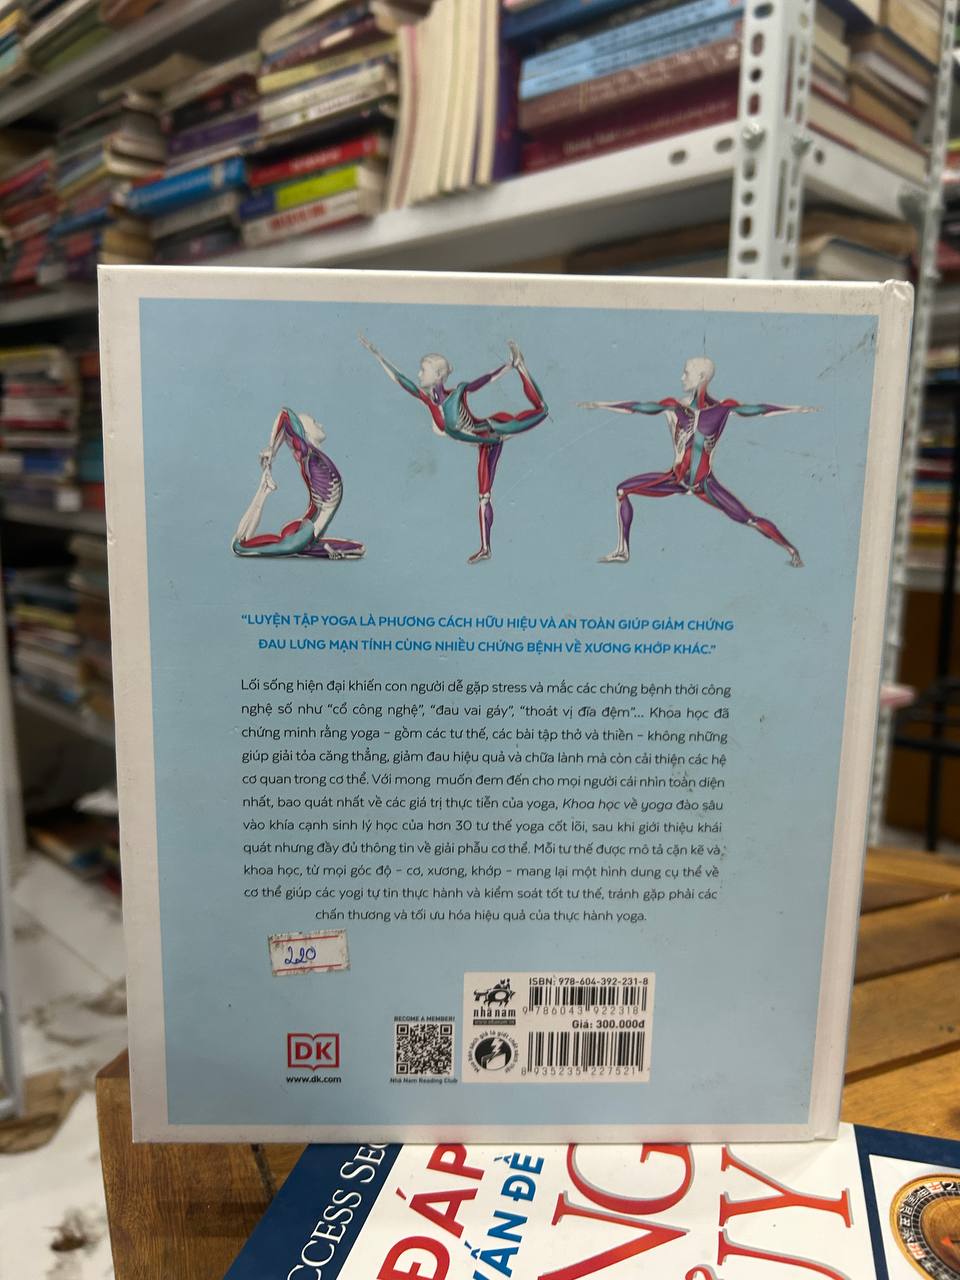 “LUYỆN TẬP YOGA LÀ PHƯƠNG CÁCH HỮU HIỆU VÀ AN TOÀN GIÚP GIẢM CHỨNG
ĐAU LƯNG MẠN TÍNH CÙNG NHIỀU CHỨNG BỆNH VỀ XƯƠNG KHỚP KHÁC.”
Lối sống hiện đại khiến con người dễ gặp stress và mắc các chứng bệnh thời công
nghệ số như “cổ công nghệ”, “đau vai gáy”, “thoát vị đĩa đệm”... Khoa học đã
chứng minh rằng yoga – gồm các tư thế, các bài tập thở và thiền – không những
giúp giải tỏa căng thẳng, giảm đau hiệu quả và chữa lành mà còn cải thiện các hệ
cơ quan trong cơ thể. Với mong muốn đem đến cho mọi người cái nhìn toàn diện
nhất, bao quát nhất về các giá trị thực tiễn của yoga, Khoa học về yoga đào sâu
vào khía cạnh sinh lý học của hơn 30 tư thế yoga cốt lõi, sau khi giới thiệu khái
quát nhưng đầy đủ thông tin về giải phẫu cơ thể. Mỗi tư thế được mô tả cặn kẽ và
khoa học, từ mọi góc độ – cơ, xương, khớp – mang lại một hình dung cụ thể về
cơ thể giúp các yogi tự tin thực hành và kiểm soát tốt tư thế, tránh gặp phải các
chấn thương và tối ưu hóa hiệu quả của thực hành yoga.
220
DK
www.dk.com
BECOME A MEMBER!
Nhã Nam Reading Club
nhã nam
ISBN: 978-604-392-231-8
9 786043 922318
Giá: 300.000đ
8 935235 227521
CCESS SE
ĐÁP
VẤN ĐỀ
NG
ỦY